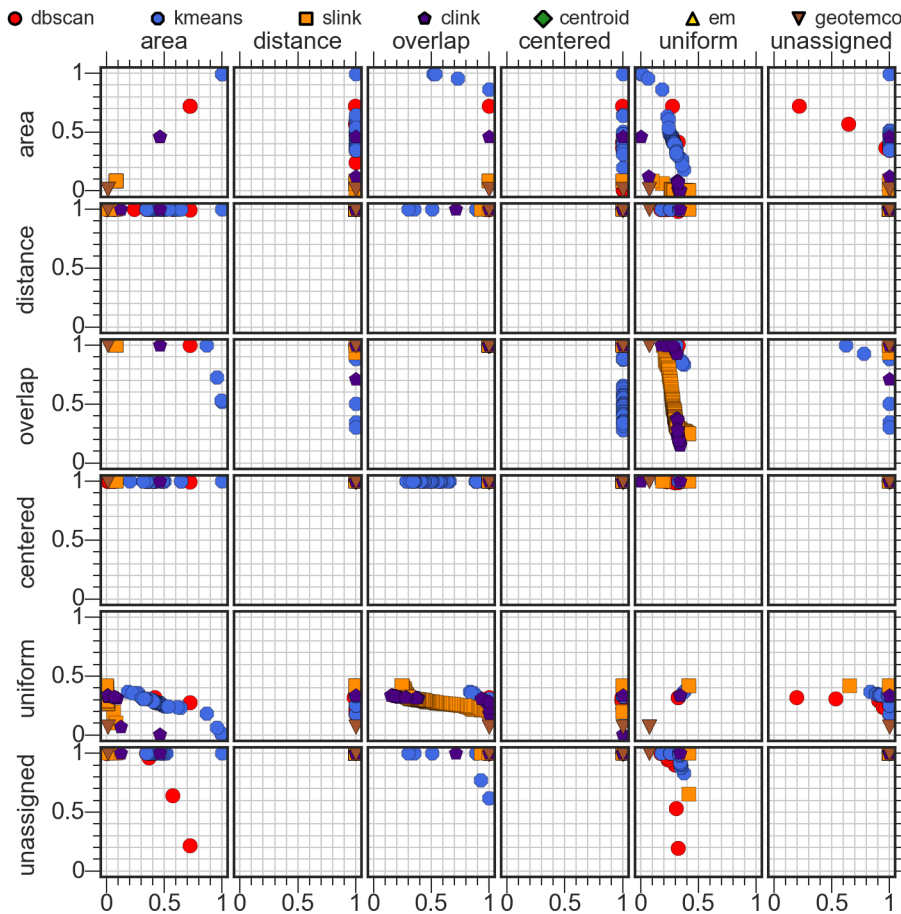 dbscan kmeans slink clink centroid em geotemco
area distance overlap centered uniform unassigned
1
area 0.5
0
1
distance 0.5
0
1
overlap 0.5
0
1
centered 0.5
0
1
uniform 0.5
0
1
unassigned 0.5
0
0 0.5 1 0 0.5 1 0 0.5 1 0 0.5 1 0 0.5 1 0 0.5 1